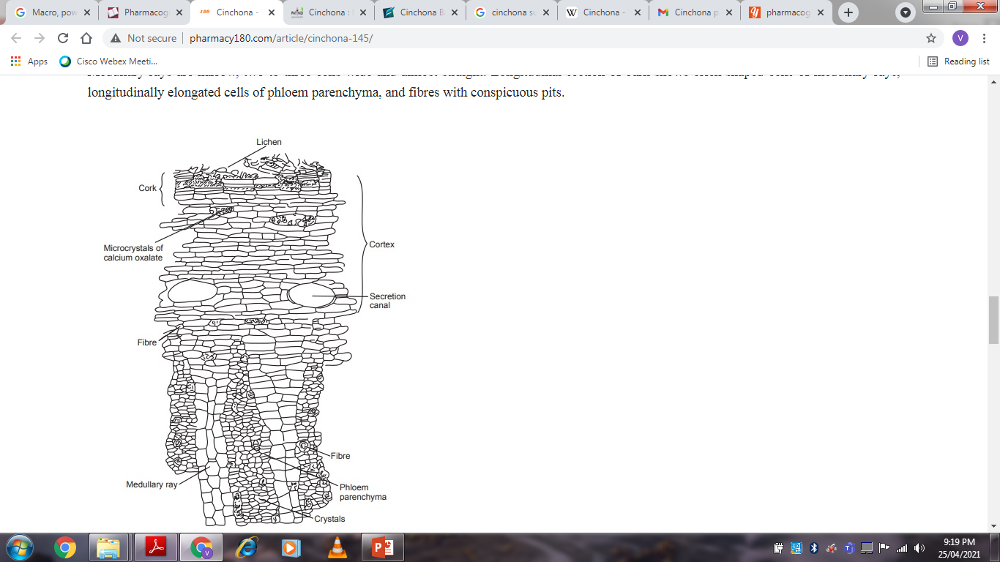 Macro, pow
Pharmacog
Cinchona -
Cinchona :
Cinchona B
cinchona su
Cinchona -
Cinchona p
pharmacog
Not secure
pharmacy180.com/article/cinchona-145/
V
Apps
Cisco Webex Meeti...
Reading list
longitudinally elongated cells of phloem parenchyma, and fibres with conspicuous pits.
Lichen
Cork
Microcrystals of
calcium oxalate
Cortex
Secretion
canal
Fibre
Fibre
Medullary ray
Phloem
parenchyma
Crystals
9:19 PM
25/04/2021